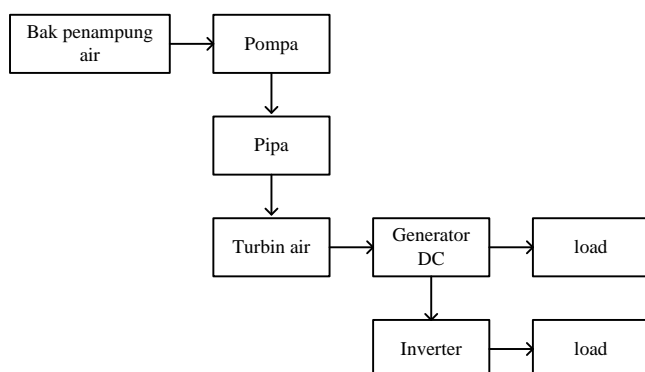 Bak penampung
air
Pompa
Pipa
Turbin air
Generator
DC
load
Inverter
load